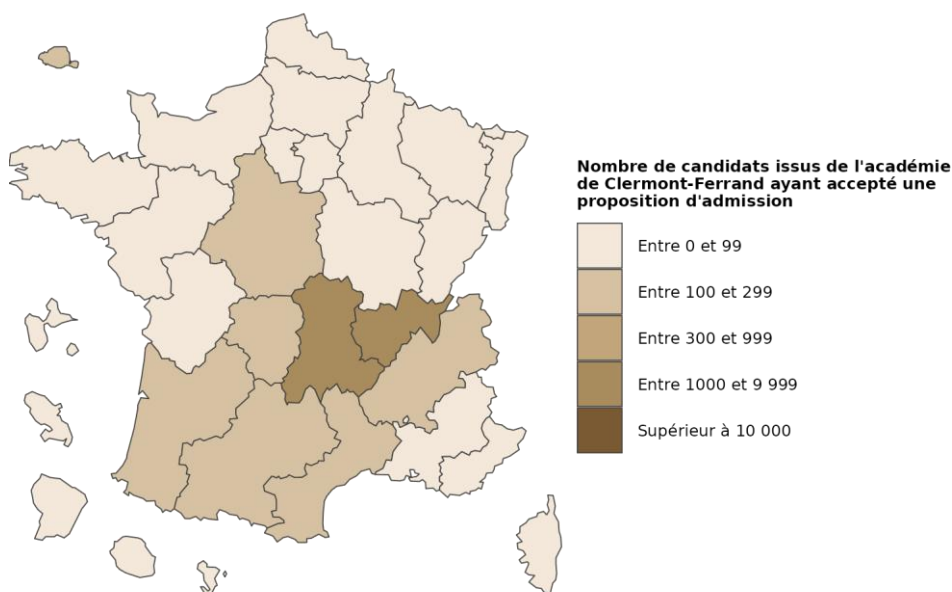 Nombre de candidats issus de l'académie
de Clermont-Ferrand ayant accepté une
proposition d'admission
Entre 0 et 99
Entre 100 et 299
Entre 300 et 999
Entre 1000 et 9 999
Supérieur à 10 000